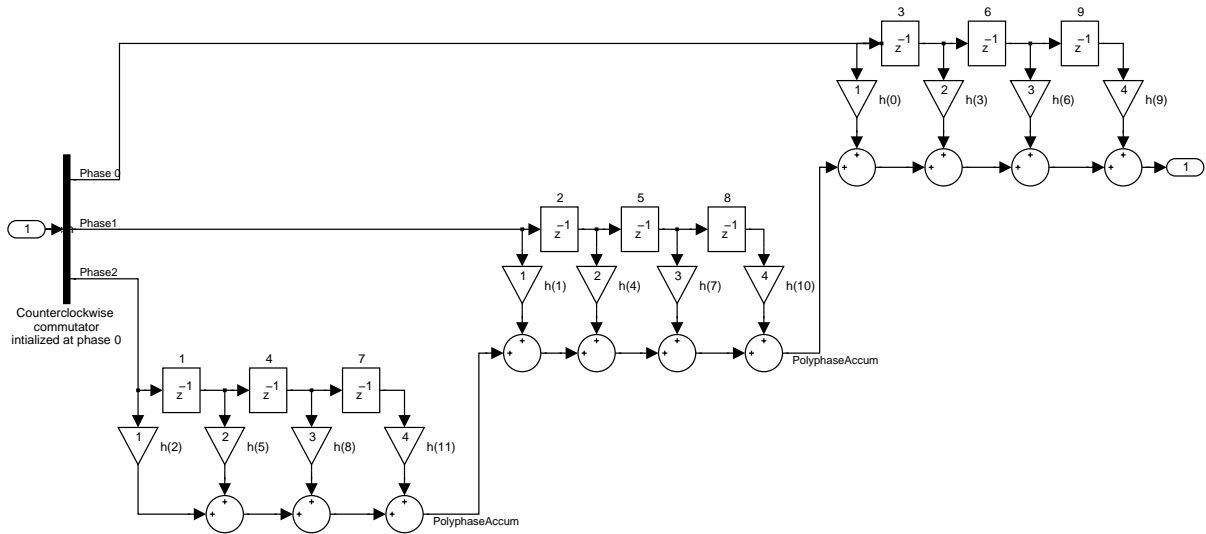 3 6 9
z⁻¹ z⁻¹ z⁻¹
1 h(0) 2 h(3) 3 h(6) 4 h(9)
+ + + +
+ + + + 1
Phase 0
2 5 8
1 Phase1
z⁻¹ z⁻¹ z⁻¹
Phase2
1 h(1) 2 h(4) 3 h(7) 4 h(10)
Counterclockwise
commutator
intialized at phase 0
+ + + +
+ + + +
PolyphaseAccum
1 4 7
z⁻¹ z⁻¹ z⁻¹
1 h(2) 2 h(5) 3 h(8) 4 h(11)
+ + +
+ + +
PolyphaseAccum